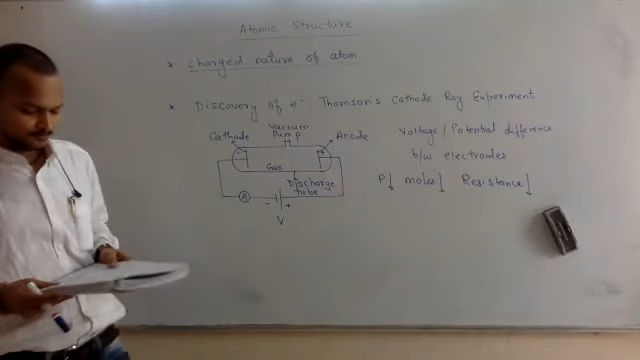 Atomic Structure
* Charged nature of atom
* Discovery of e⁻. Thomson's Cathode Ray Experiment
Vaccum
Pump
Cathode
Anode
-
+
Gas
Discharge
tube
A
- +
V
Voltage/Potential difference
b/w electrodes
P↓ moles↓ Resistance↓